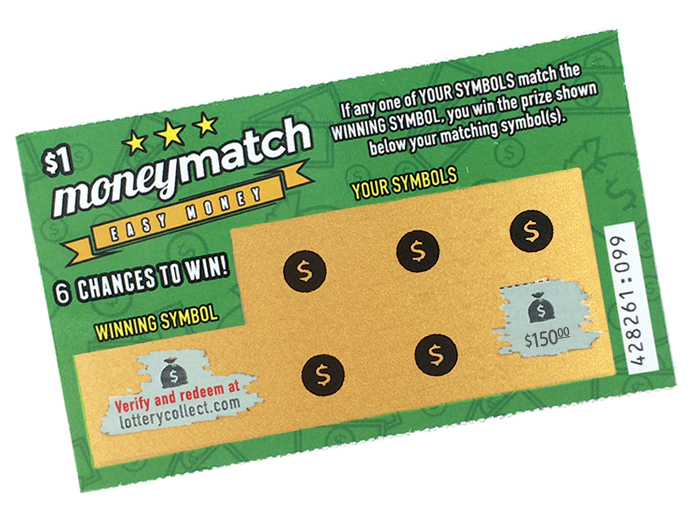 $1
moneymatch
EASY MONEY
6 CHANCES TO WIN!
If any one of YOUR SYMBOLS match the
WINNING SYMBOL, you win the prize shown
below your matching symbol(s).
YOUR SYMBOLS
$ $ $
$ $ $
$150.00
WINNING SYMBOL
$
Verify and redeem at
lotterycollect.com
428261:099